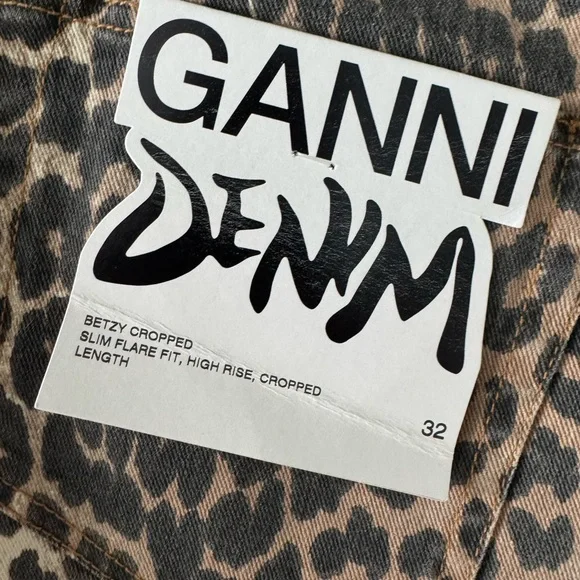 GANNI
DENIM
BETZY CROPPED
SLIM FLARE FIT, HIGH RISE, CROPPED
LENGTH
32